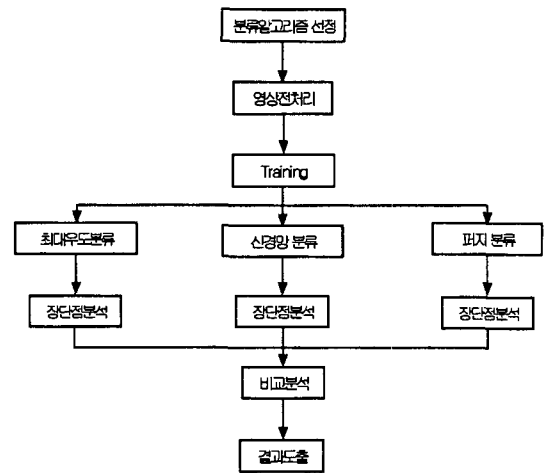 분류알고리즘 선정
영상전처리
Training
최대우도분류
신경망 분류
퍼지 분류
장단점분석
장단점분석
장단점분석
비교분석
결과도출